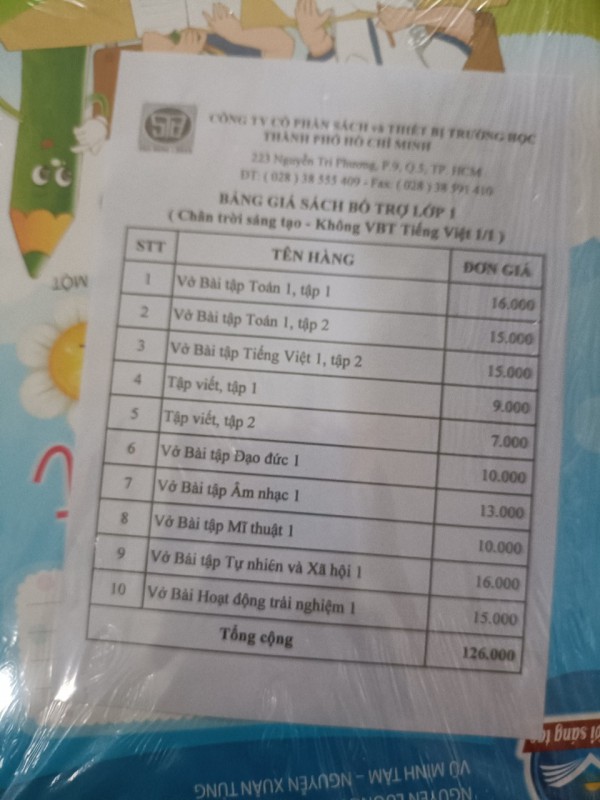 CÔNG TY CỔ PHẦN SÁCH và THIẾT BỊ TRƯỜNG HỌC
THÀNH PHỐ HỒ CHÍ MINH
223 Nguyễn Tri Phương, P.9, Q.5, TP. HCM
ĐT: ( 028 ) 38 555 409 - Fax: ( 028 ) 38 591 410
BẢNG GIÁ SÁCH BỔ TRỢ LỚP 1
( Chân trời sáng tạo - Không VBT Tiếng Việt 1/1 )
STT TÊN HÀNG ĐƠN GIÁ
1 Vở Bài tập Toán 1, tập 1 16.000
2 Vở Bài tập Toán 1, tập 2 15.000
3 Vở Bài tập Tiếng Việt 1, tập 2 15.000
4 Tập viết, tập 1 9.000
5 Tập viết, tập 2 7.000
6 Vở Bài tập Đạo đức 1 10.000
7 Vở Bài tập Âm nhạc 1 13.000
8 Vở Bài tập Mĩ thuật 1 10.000
9 Vở Bài tập Tự nhiên và Xã hội 1 16.000
10 Vở Bài Hoạt động trải nghiệm 1 15.000
Tổng cộng 126.000
MỘT
VŨ MINH TÂM – NGUYỄN XUÂN TÙNG